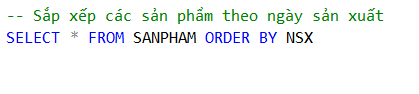 -- Sắp xếp các sản phẩm theo ngày sản xuất
SELECT * FROM SANPHAM ORDER BY NSX